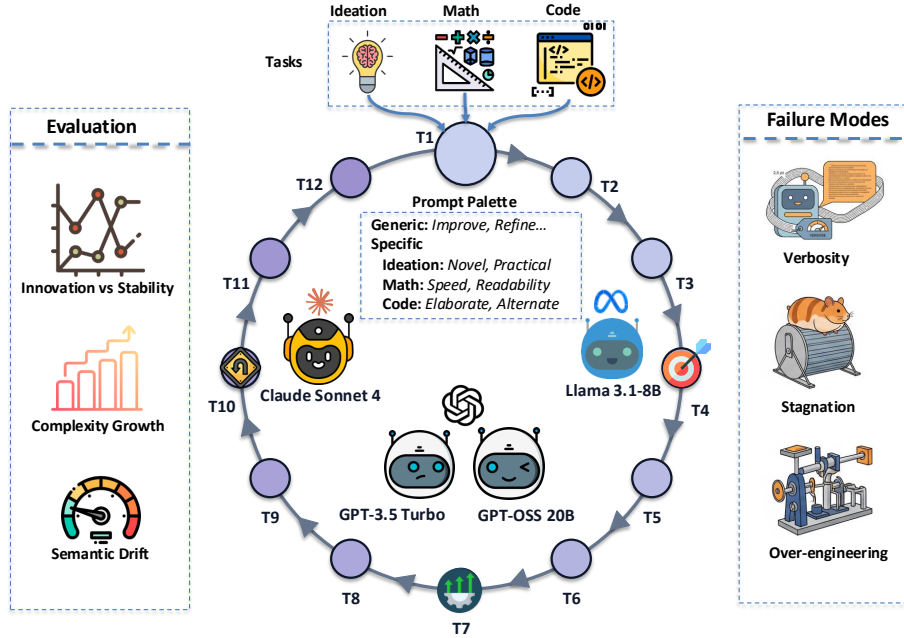 Ideation
Math
Code
Tasks
Evaluation
Innovation vs Stability
Complexity Growth
Semantic Drift
T1
T2
T3
T4
T5
T6
T7
T8
T9
T10
T11
T12
Prompt Palette
Generic: Improve, Refine...
Specific
Ideation: Novel, Practical
Math: Speed, Readability
Code: Elaborate, Alternate
Claude Sonnet 4
Llama 3.1-8B
GPT-3.5 Turbo
GPT-OSS 20B
Failure Modes
Verbosity
Stagnation
Over-engineering